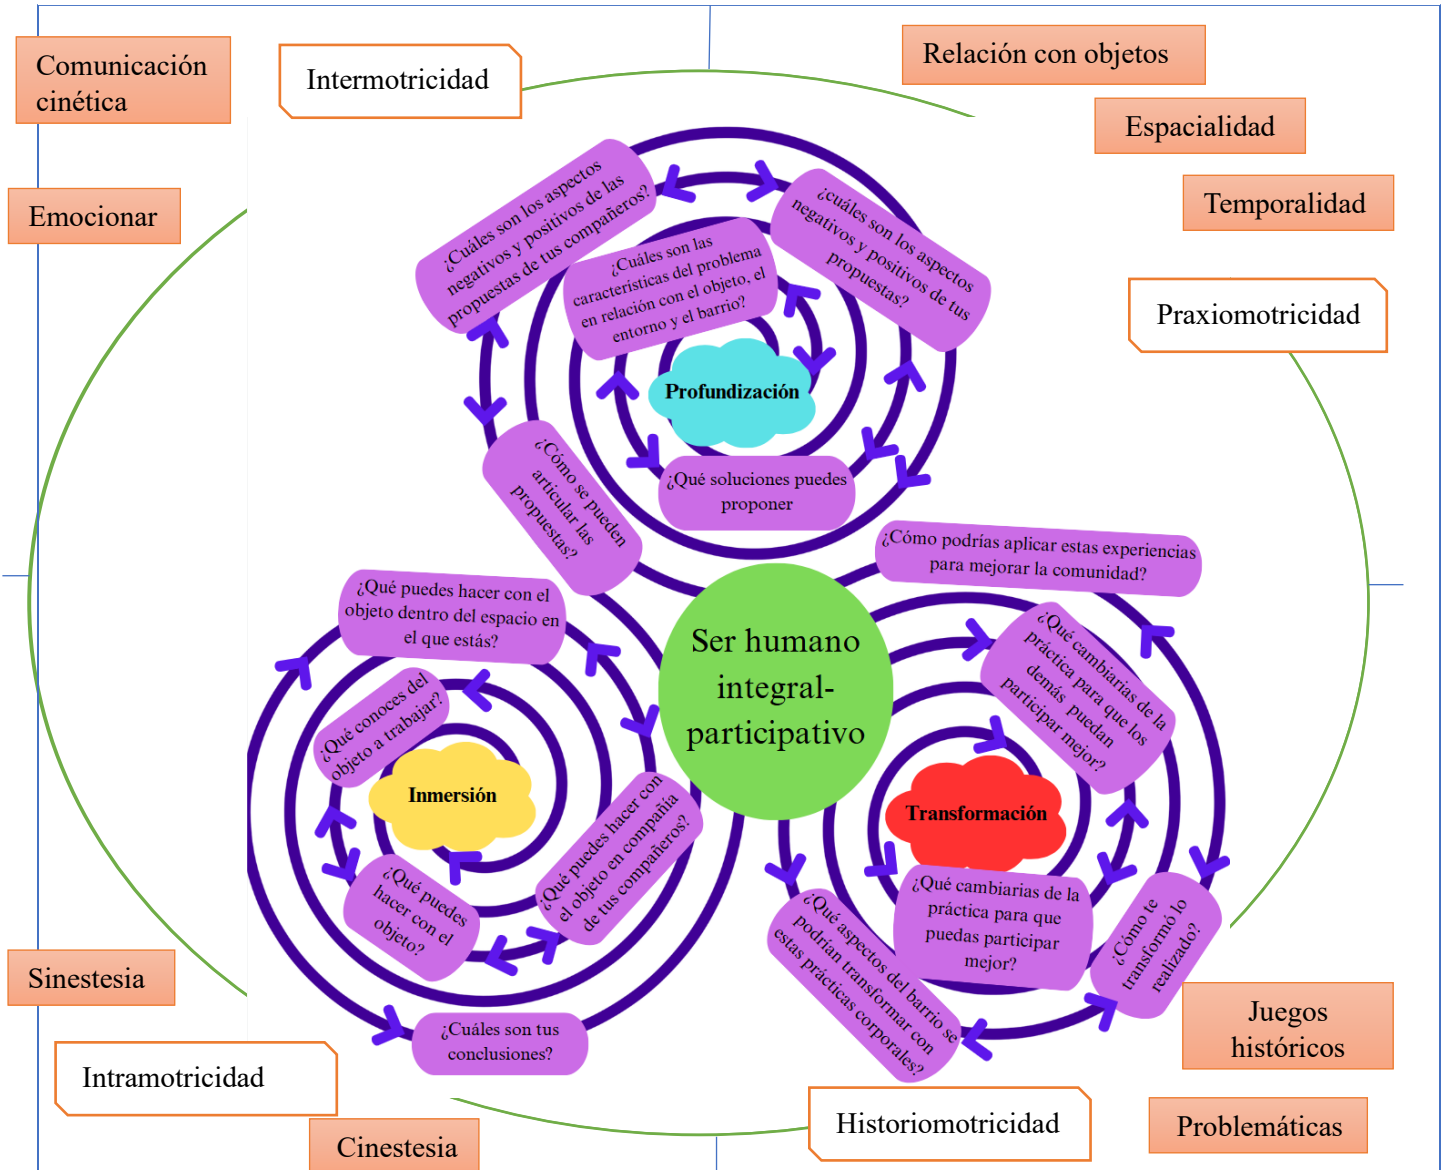 Comunicación
cinética
Intermotricidad
Relación con objetos
Espacialidad
Emocionar
Temporalidad
Praxiomotricidad
¿Cuáles son los aspectos
negativos y positivos de las
propuestas de tus compañeros?
¿cuáles son los aspectos
negativos y positivos de tus
propuestas?
¿Cuáles son las
características del problema
en relación con el objeto, el
entorno y el barrio?
Profundización
¿Qué soluciones puedes
proponer
¿Cómo se pueden
articular las
propuestas?
¿Cómo podrías aplicar estas experiencias
para mejorar la comunidad?
¿Qué puedes hacer con el
objeto dentro del espacio en
el que estás?
Ser humano
integral-
participativo
¿Qué cambiarias de la
práctica para que los
demás puedan
participar mejor?
¿Qué conoces del
objeto a trabajar?
Inmersión
¿Qué puedes hacer con
el objeto en compañía
de tus compañeros?
Transformación
¿Qué puedes
hacer con el
objeto?
¿Qué cambiarias de la
práctica para que
puedas participar
mejor?
¿Cómo te
transformó lo
realizado?
¿Qué aspectos del barrio se
podrían transformar con
estas prácticas corporales?
¿Cuáles son tus
conclusiones?
Sinestesia
Juegos
históricos
Intramotricidad
Historiomotricidad
Problemáticas
Cinestesia